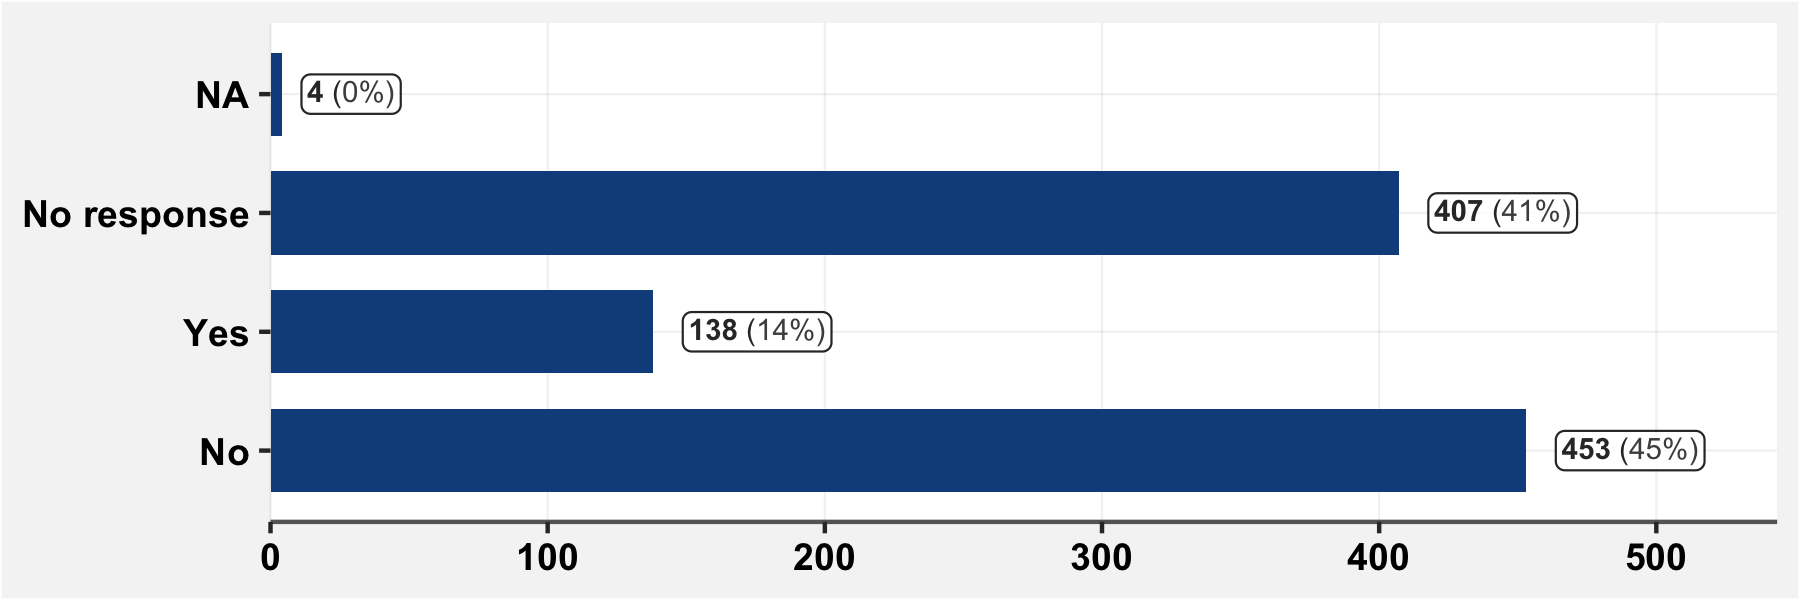 NA
4 (0%)
No response
407 (41%)
Yes
138 (14%)
No
453 (45%)
0 100 200 300 400 500